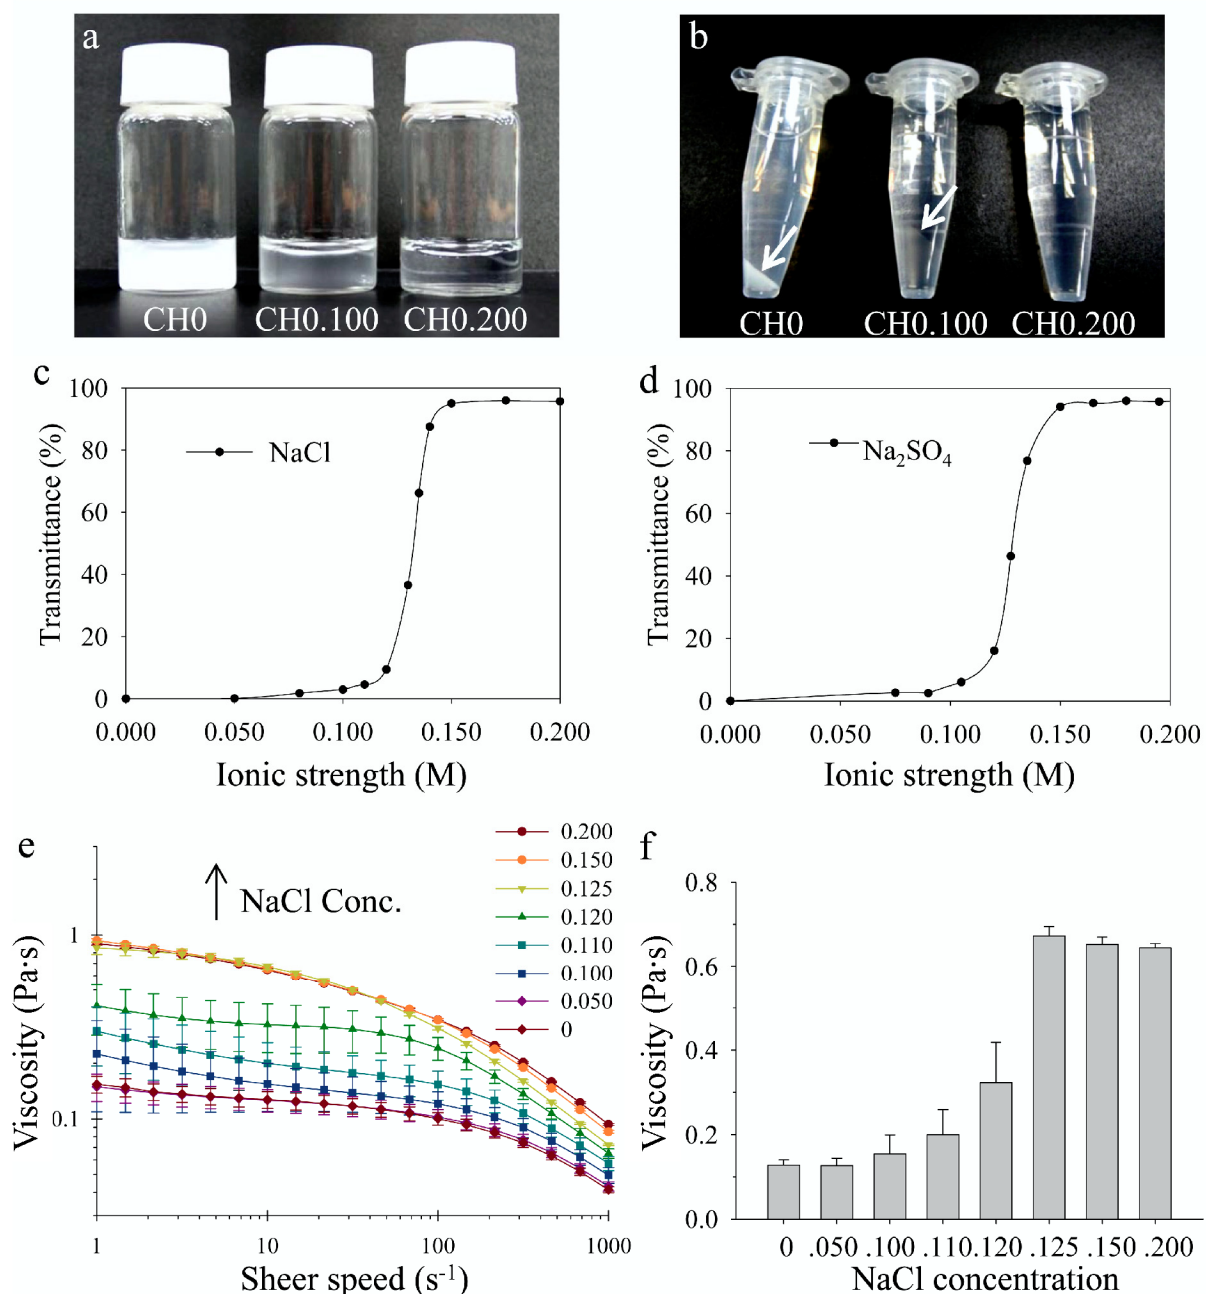 a
CH0 CH0.100 CH0.200
b
CH0 CH0.100 CH0.200
c
100
80
60
40
20
0
Transmittance (%)
NaCl
0.000 0.050 0.100 0.150 0.200
Ionic strength (M)
d
100
80
60
40
20
0
Transmittance (%)
Na₂SO₄
0.000 0.050 0.100 0.150 0.200
Ionic strength (M)
e
NaCl Conc.
0.200
0.150
0.125
0.120
0.110
0.100
0.050
0
1
0.1
Viscosity (Pa·s)
1 10 100 1000
Sheer speed (s⁻¹)
f
0.8
0.6
0.4
0.2
0.0
Viscosity (Pa·s)
0 .050 .100 .110 .120 .125 .150 .200
NaCl concentration